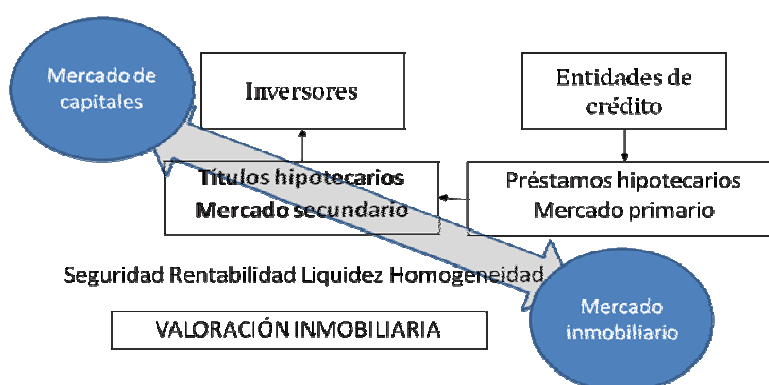 Mercado de
capitales
Inversores
Entidades de
crédito
Títulos hipotecarios
Mercado secundario
Préstamos hipotecarios
Mercado primario
Seguridad Rentabilidad Liquidez Homogeneidad
Mercado
inmobiliario
VALORACIÓN INMOBILIARIA